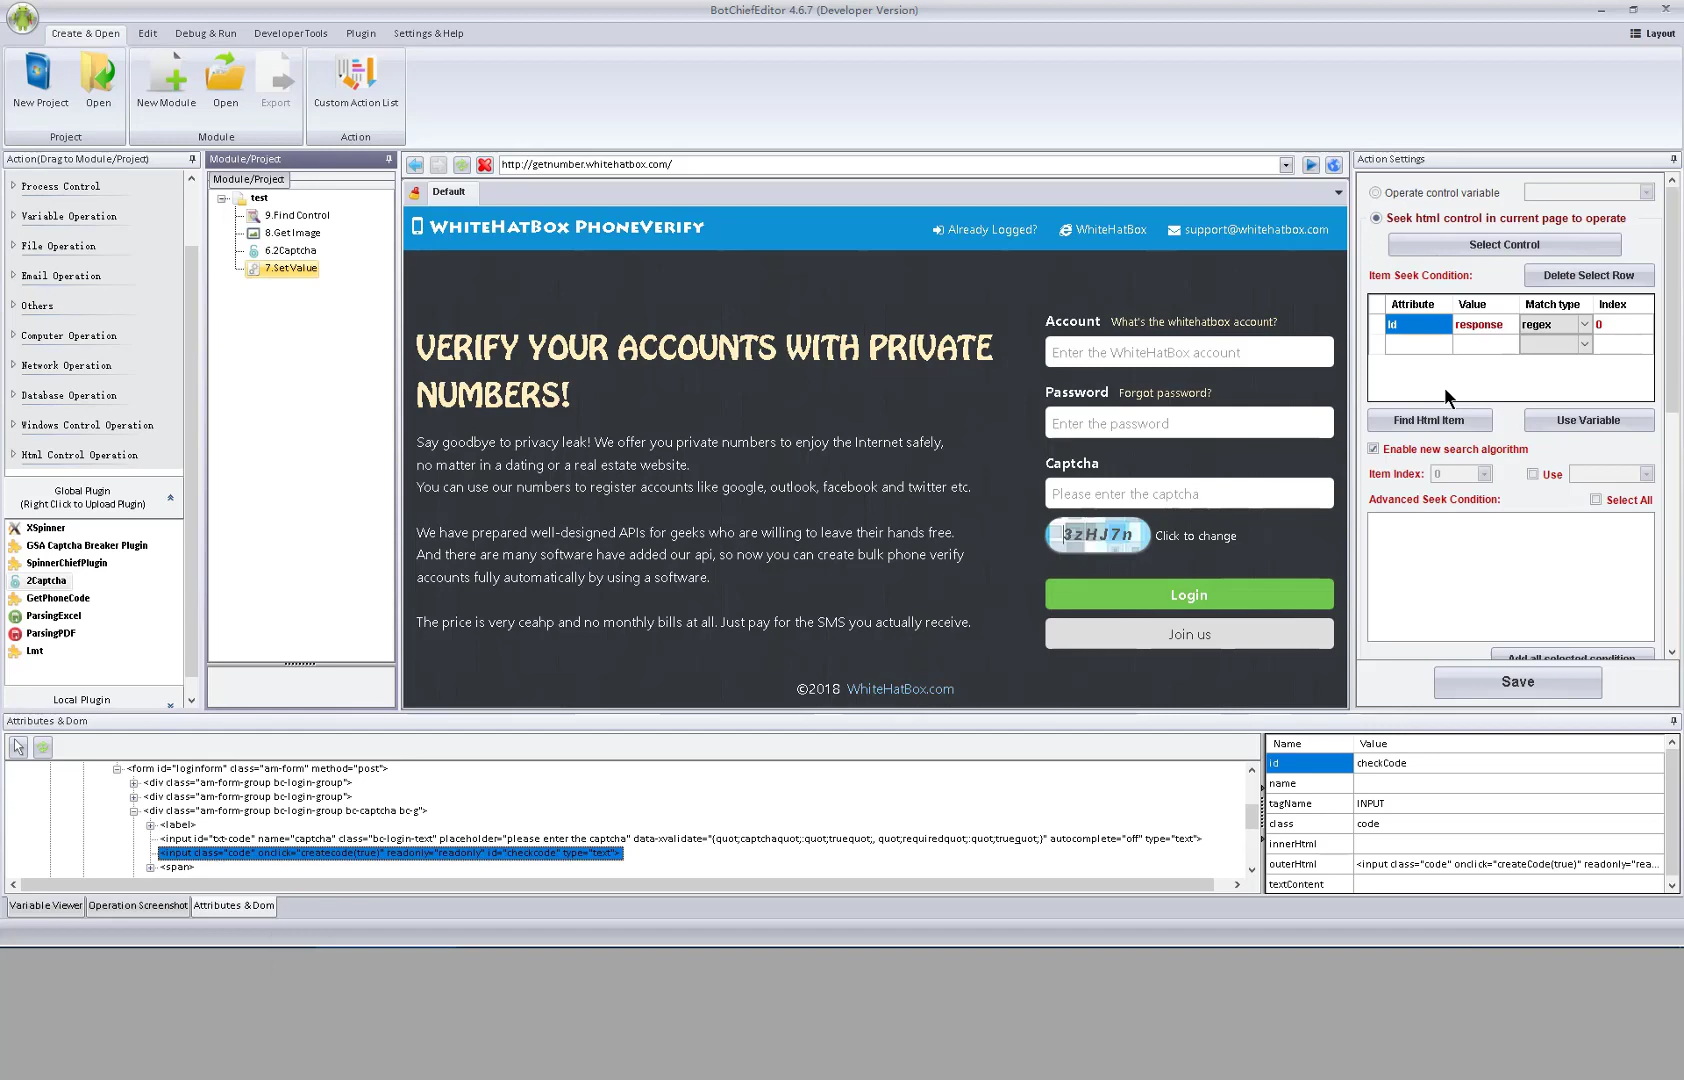 BotChiefEditor 4.6.7 (Developer Version)
Create & Open
Edit
Debug & Run
Developer Tools
Plugin
Settings & Help
Layout
New Project
Open
New Module
Open
Export
Custom Action List
Project
Module
Action
Action(Drag to Module/Project)
Process Control
Variable Operation
File Operation
Email Operation
Others
Computer Operation
Network Operation
Database Operation
Windows Control Operation
Html Control Operation
Global Plugin
(Right Click to Upload Plugin)
XSpinner
GSA Captcha Breaker Plugin
SpinnerChiefPlugin
2Captcha
GetPhoneCode
ParsingExcel
ParsingPDF
Lmt
Local Plugin
Module/Project
Module/Project
test
9.Find Control
8.Get Image
6.2Captcha
7.Set Value
http://getnumber.whitehatbox.com/
Default
WHITEHATBOX PHONEVERIFY
Already Logged?
WhiteHatBox
support@whitehatbox.com
VERIFY YOUR ACCOUNTS WITH PRIVATE
NUMBERS!
Say goodbye to privacy leak! We offer you private numbers to enjoy the Internet safely,
no matter in a dating or a real estate website.
You can use our numbers to register accounts like google, outlook, facebook and twitter etc.
We have prepared well-designed APIs for geeks who are willing to leave their hands free.
And there are many software have added our api, so now you can create bulk phone verify
accounts fully automatically by using a software.
The price is very ceahp and no monthly bills at all. Just pay for the SMS you actually receive.
Account What's the whitehatbox account?
Enter the WhiteHatBox account
Password Forgot password?
Enter the password
Captcha
Please enter the captcha
3zHJ7n
Click to change
Login
Join us
©2018 WhiteHatBox.com
Action Settings
Operate control variable
Seek html control in current page to operate
Select Control
Item Seek Condition:
Delete Select Row
Attribute Value Match type Index
Id response regex 0
Find Html Item
Use Variable
Enable new search algorithm
Item Index: 0
Use
Advanced Seek Condition:
Select All
Add all selected condition
Save
Attributes & Dom
<form id="loginform" class="am-form" method="post">
<div class="am-form-group bc-login-group">
<div class="am-form-group bc-login-group">
<div class="am-form-group bc-login-group bc-captcha bc-g">
<label>
<input id="txt-code" name="captcha" class="bc-login-text" placeholder="please enter the captcha" data-xvalidate="{quot;captchaquot;:quot;truequot;, quot;requiredquot;:quot;truequot;}" autocomplete="off" type="text">
<input class="code" onclick="createcode(true)" readonly="readonly" id="checkcode" type="text">
<span>
Name Value
id checkCode
name
tagName INPUT
class code
innerHtml
outerHtml <input class="code" onclick="createCode(true)" readonly="rea...
textContent
Variable Viewer
Operation Screenshot
Attributes & Dom